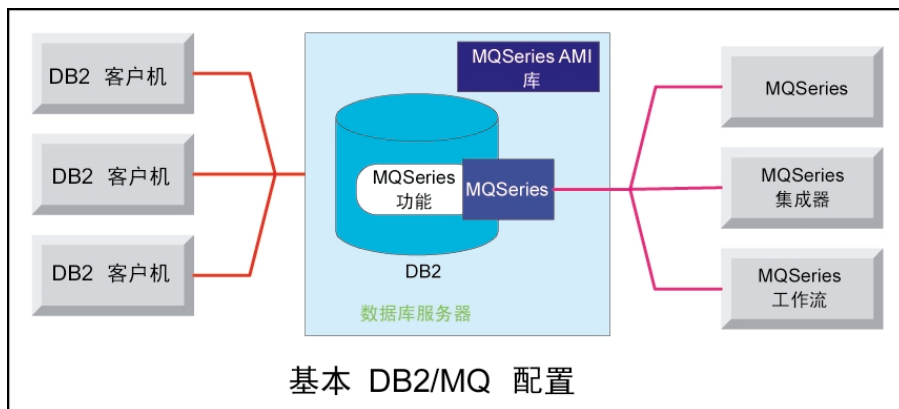 DB2 客户机
DB2 客户机
DB2 客户机
MQSeries AMI
库
MQSeries
功能
MQSeries
DB2
数据库服务器
MQSeries
MQSeries
集成器
MQSeries
工作流
基本 DB2/MQ 配置